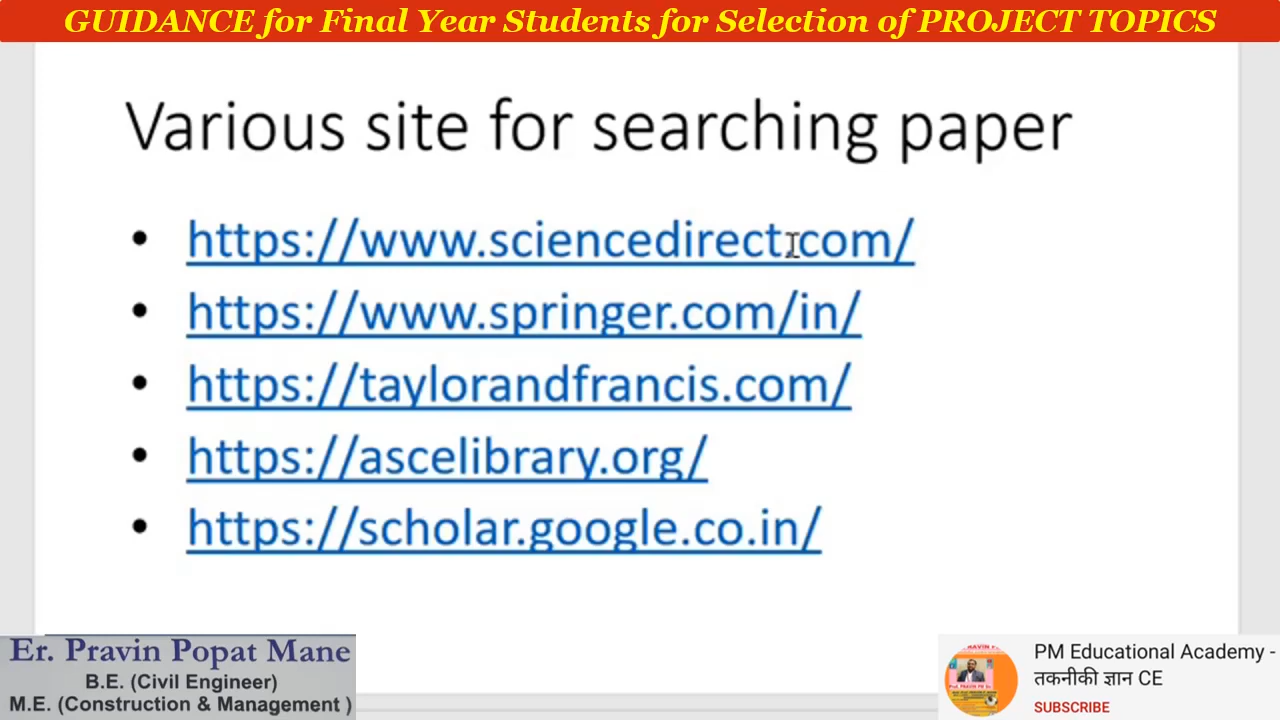 GUIDANCE for Final Year Students for Selection of PROJECT TOPICS
Various site for searching paper
• https://www.sciencedirect.com/
• https://www.springer.com/in/
• https://taylorandfrancis.com/
• https://ascelibrary.org/
• https://scholar.google.co.in/
Er. Pravin Popat Mane
B.E. (Civil Engineer)
M.E. (Construction & Management )
PM Educational Academy -
तकनीकी ज्ञान CE
SUBSCRIBE